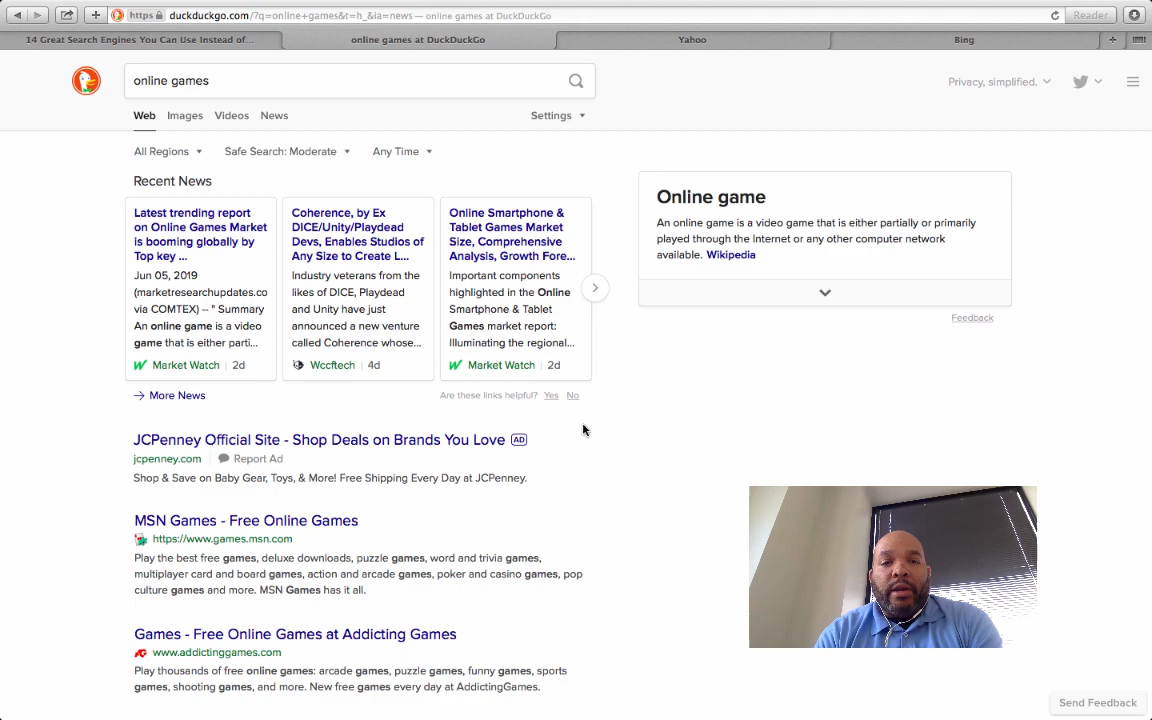 https duckduckgo.com/?q=online+games&t=h_&ia=news — online games at DuckDuckGo
Reader
14 Great Search Engines You Can Use Instead of...
online games at DuckDuckGo
Yahoo
Bing
online games
Privacy, simplified.
Web
Images
Videos
News
Settings
All Regions
Safe Search: Moderate
Any Time
Recent News
Latest trending report
on Online Games Market
is booming globally by
Top key ...
Jun 05, 2019
(marketresearchupdates.co
via COMTEX) -- " Summary
An online game is a video
game that is either parti...
Market Watch | 2d
Coherence, by Ex
DICE/Unity/Playdead
Devs, Enables Studios of
Any Size to Create L...
Industry veterans from the
likes of DICE, Playdead
and Unity have just
announced a new venture
called Coherence whose...
Wccftech | 4d
Online Smartphone &
Tablet Games Market
Size, Comprehensive
Analysis, Growth Fore...
Important components
highlighted in the Online
Smartphone & Tablet
Games market report:
Illuminating the regional...
Market Watch | 2d
More News
Are these links helpful? Yes No
Online game
An online game is a video game that is either partially or primarily
played through the Internet or any other computer network
available. Wikipedia
Feedback
JCPenney Official Site - Shop Deals on Brands You Love AD
jcpenney.com | Report Ad
Shop & Save on Baby Gear, Toys, & More! Free Shipping Every Day at JCPenney.
MSN Games - Free Online Games
https://www.games.msn.com
Play the best free games, deluxe downloads, puzzle games, word and trivia games,
multiplayer card and board games, action and arcade games, poker and casino games, pop
culture games and more. MSN Games has it all.
Games - Free Online Games at Addicting Games
www.addictinggames.com
Play thousands of free online games: arcade games, puzzle games, funny games, sports
games, shooting games, and more. New free games every day at AddictingGames.
Send Feedback